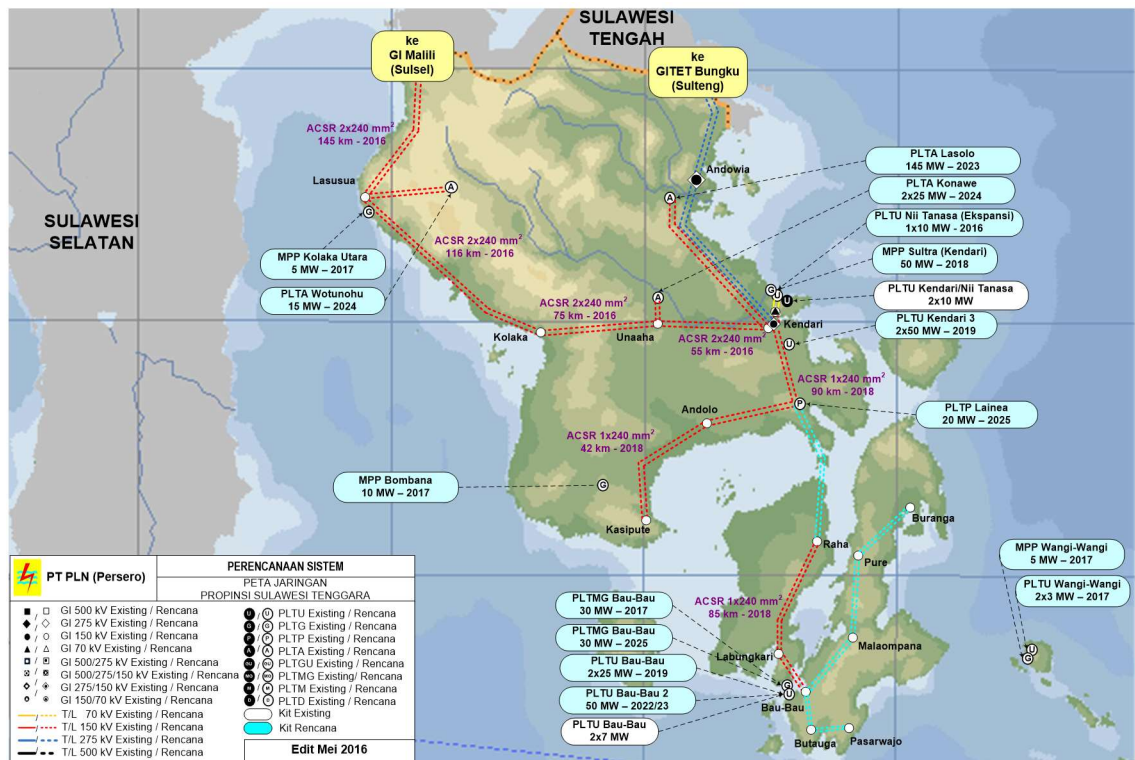 SULAWESI
TENGAH
ke
GI Malili
(Sulsel)
ke
GITET Bungku
(Sulteng)
ACSR 2x240 mm²
145 km - 2016
Lasusua
A
G
Andowia
A
PLTA Lasolo
145 MW – 2023
PLTA Konawe
2x25 MW – 2024
PLTU Nii Tanasa (Ekspansi)
1x10 MW - 2016
MPP Sultra (Kendari)
50 MW – 2018
PLTU Kendari/Nii Tanasa
2x10 MW
PLTU Kendari 3
2x50 MW – 2019
SULAWESI
SELATAN
MPP Kolaka Utara
5 MW – 2017
PLTA Wotunohu
15 MW – 2024
ACSR 2x240 mm²
116 km - 2016
ACSR 2x240 mm²
75 km - 2016
A
G
U
U
Kendari
U
Kolaka
Unaaha
ACSR 2x240 mm²
55 km - 2016
ACSR 1x240 mm²
90 km - 2018
P
PLTP Lainea
20 MW – 2025
Andolo
ACSR 1x240 mm²
42 km - 2018
MPP Bombana
10 MW – 2017
G
Kasipute
Raha
Buranga
Pure
MPP Wangi-Wangi
5 MW – 2017
PLTU Wangi-Wangi
2x3 MW – 2017
U
G
PLTMG Bau-Bau
30 MW – 2017
PLTMG Bau-Bau
30 MW – 2025
PLTU Bau-Bau
2x25 MW – 2019
PLTU Bau-Bau 2
50 MW – 2022/23
PLTU Bau-Bau
2x7 MW
ACSR 1x240 mm²
85 km - 2018
Labungkari
Malaompana
G
U
Bau-Bau
Butauga
Pasarwajo
PT PLN (Persero)
PERENCANAAN SISTEM
PETA JARINGAN
PROPINSI SULAWESI TENGGARA
GI 500 kV Existing / Rencana
GI 275 kV Existing / Rencana
GI 150 kV Existing / Rencana
GI 70 kV Existing / Rencana
GI 500/275 kV Existing / Rencana
GI 500/275/150 kV Existing / Rencana
GI 275/150 kV Existing / Rencana
GI 150/70 kV Existing / Rencana
T/L 70 kV Existing / Rencana
T/L 150 kV Existing / Rencana
T/L 275 kV Existing / Rencana
T/L 500 kV Existing / Rencana
U / U PLTU Existing / Rencana
G / G PLTG Existing / Rencana
P / P PLTP Existing / Rencana
A / A PLTA Existing / Rencana
GU / GU PLTGU Existing / Rencana
MG / MG PLTMG Existing/ Rencana
M / M PLTM Existing / Rencana
D / D PLTD Existing / Rencana
Kit Existing
Kit Rencana
Edit Mei 2016